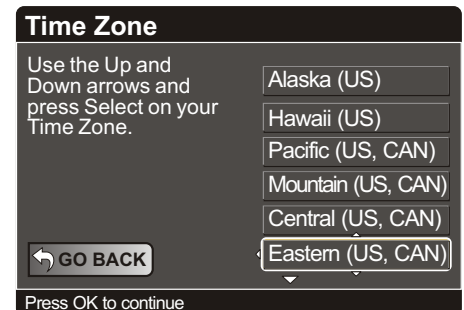 Time Zone
Use the Up and
Down arrows and
press Select on your
Time Zone.
Alaska (US)
Hawaii (US)
Pacific (US, CAN)
Mountain (US, CAN)
Central (US, CAN)
Eastern (US, CAN)
GO BACK
Press OK to continue